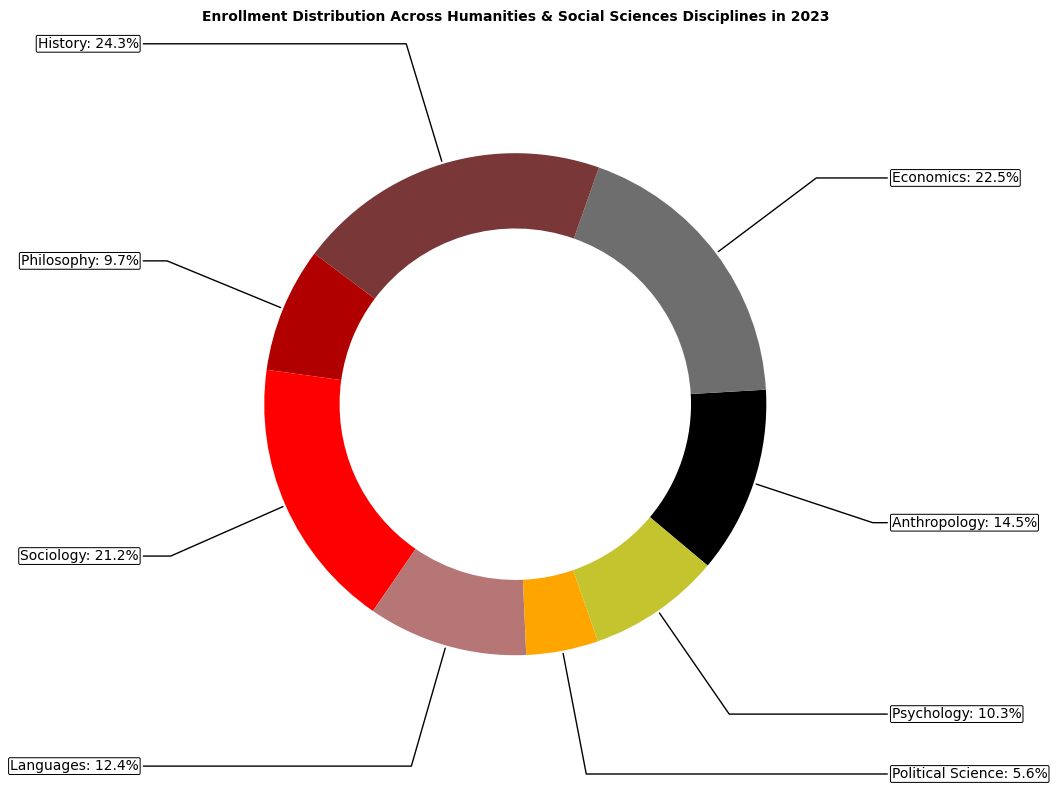 Enrollment Distribution Across Humanities & Social Sciences Disciplines in 2023
History: 24.3%
Economics: 22.5%
Philosophy: 9.7%
Anthropology: 14.5%
Sociology: 21.2%
Psychology: 10.3%
Languages: 12.4%
Political Science: 5.6%